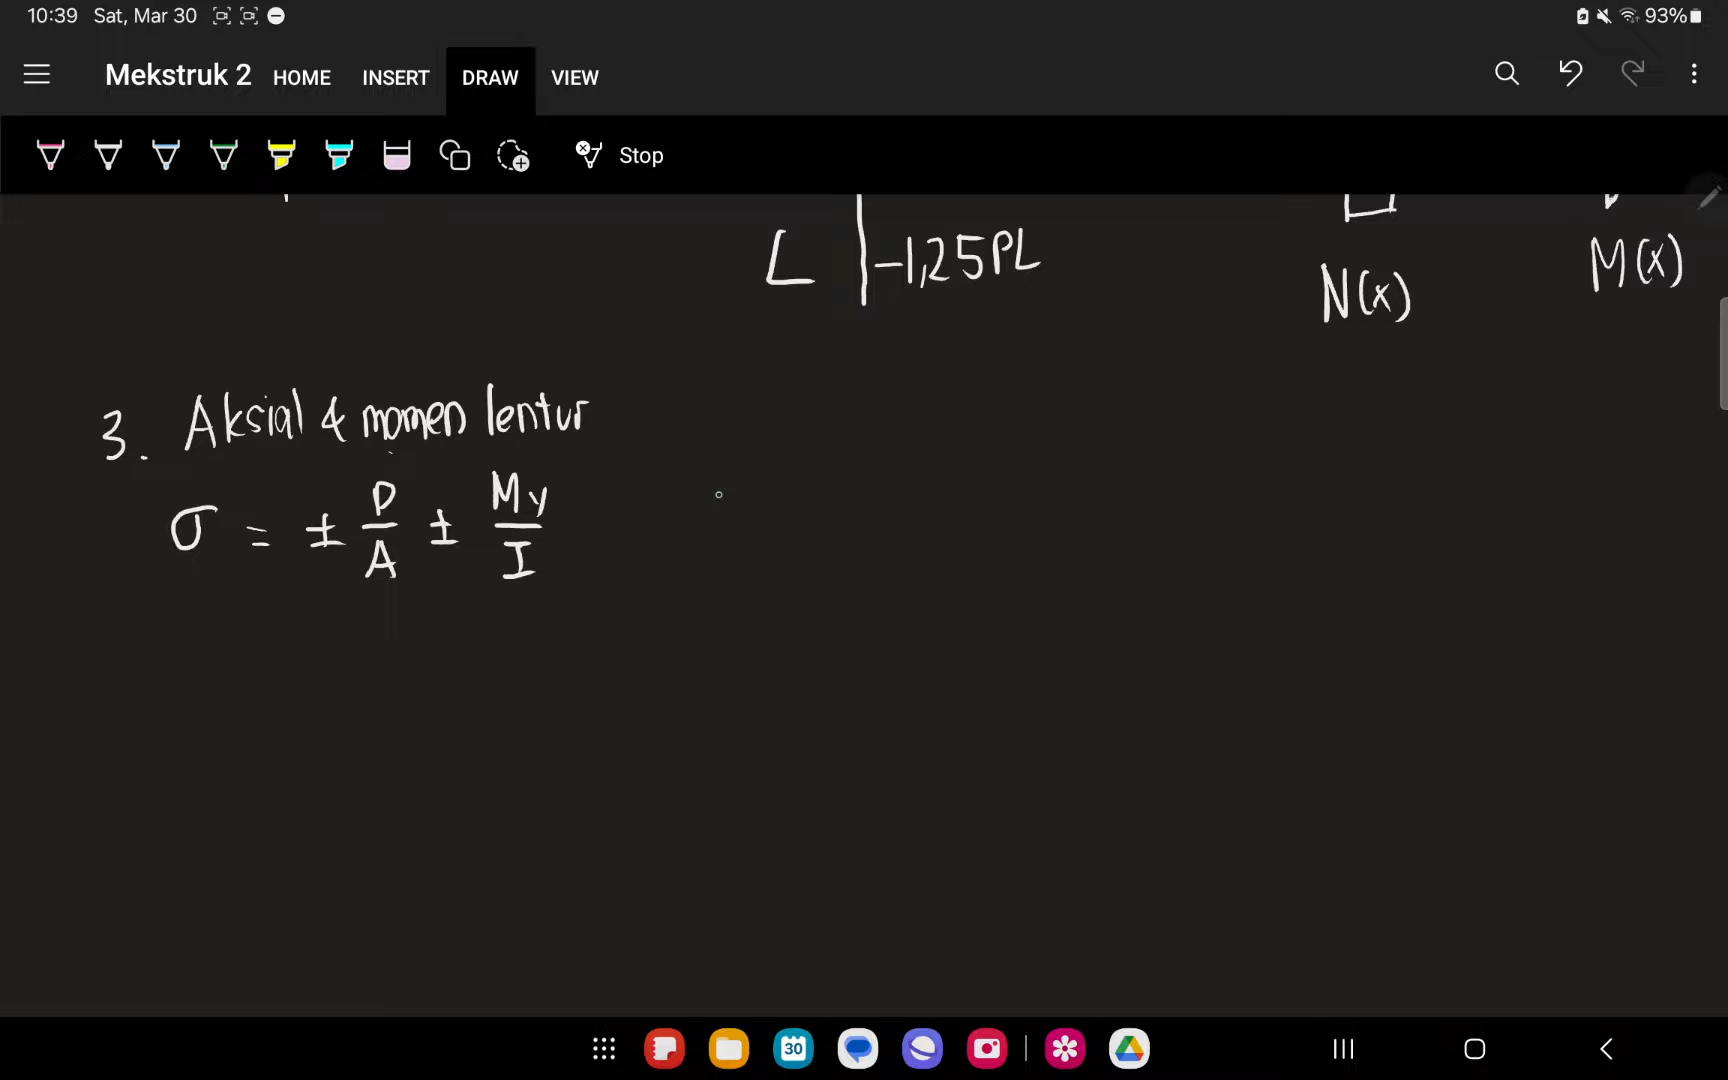 10:39 Sat, Mar 30
93%
Mekstruk 2 HOME INSERT DRAW VIEW
Stop
L -1,25PL
N(x)
M(x)
3. Aksial & momen lentur
σ = ± P/A ± My/I
30